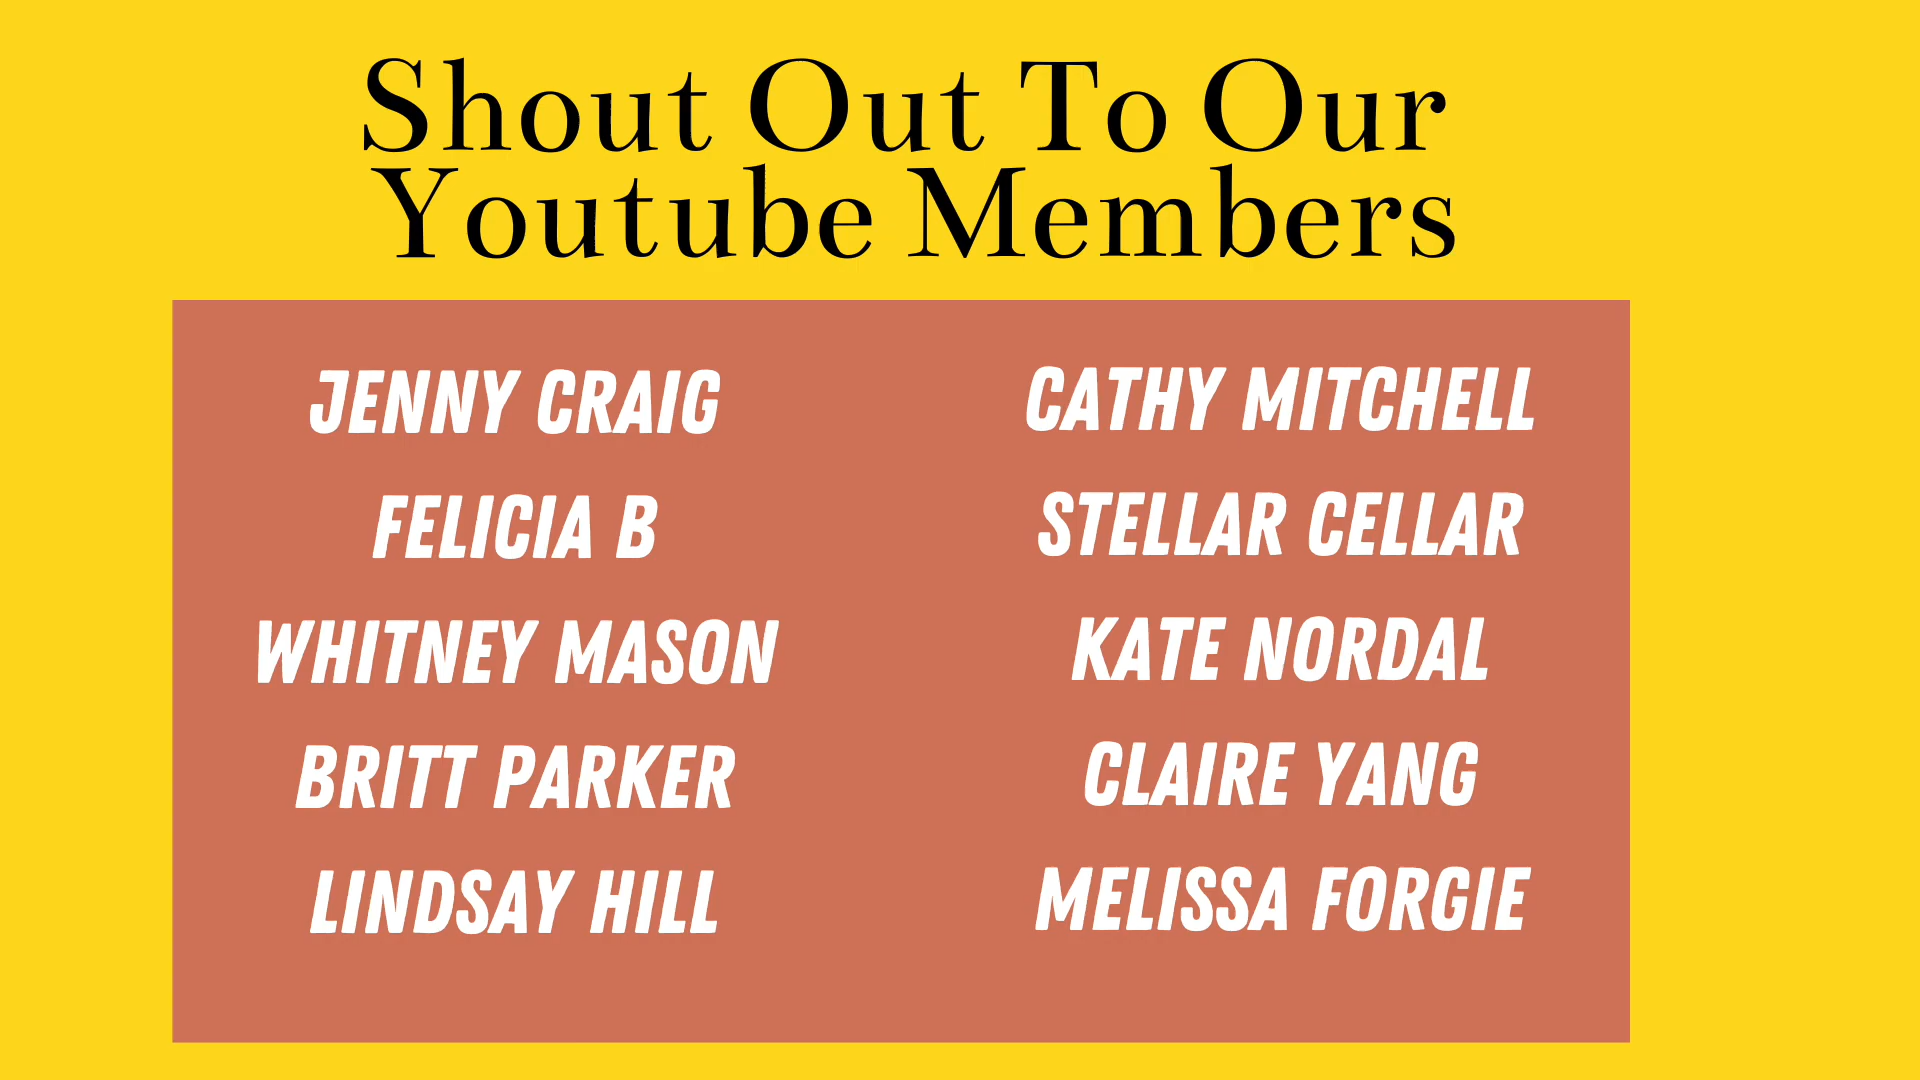 Shout Out To Our
Youtube Members
JENNY CRAIG
FELICIA B
WHITNEY MASON
BRITT PARKER
LINDSAY HILL
CATHY MITCHELL
STELLAR CELLAR
KATE NORDAL
CLAIRE YANG
MELISSA FORGIE